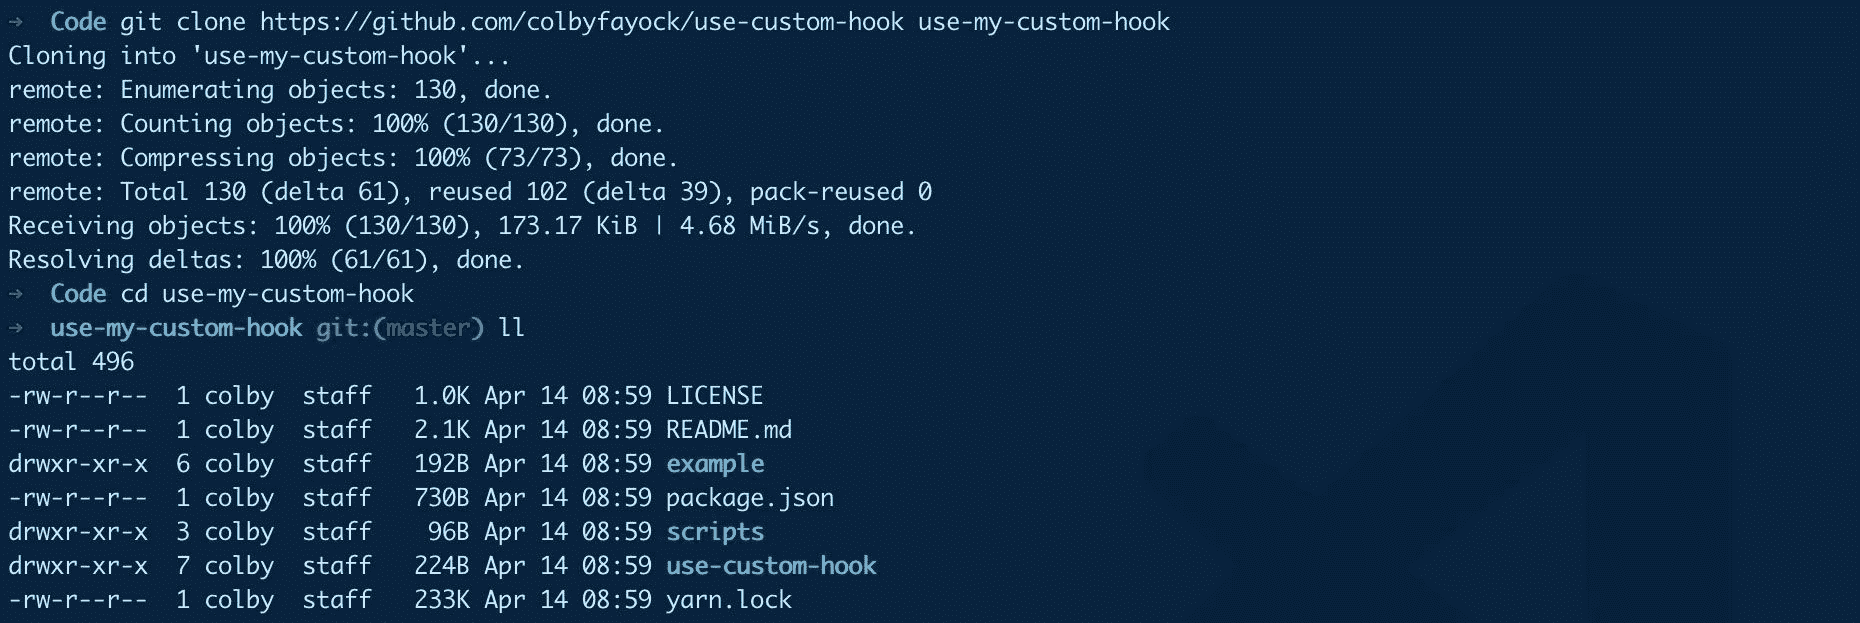 →  Code git clone https://github.com/colbyfayock/use-custom-hook use-my-custom-hook
Cloning into 'use-my-custom-hook'...
remote: Enumerating objects: 130, done.
remote: Counting objects: 100% (130/130), done.
remote: Compressing objects: 100% (73/73), done.
remote: Total 130 (delta 61), reused 102 (delta 39), pack-reused 0
Receiving objects: 100% (130/130), 173.17 KiB | 4.68 MiB/s, done.
Resolving deltas: 100% (61/61), done.
→  Code cd use-my-custom-hook
→  use-my-custom-hook git:(master) ll
total 496
-rw-r--r--  1 colby  staff   1.0K Apr 14 08:59 LICENSE
-rw-r--r--  1 colby  staff   2.1K Apr 14 08:59 README.md
drwxr-xr-x  6 colby  staff   192B Apr 14 08:59 example
-rw-r--r--  1 colby  staff   730B Apr 14 08:59 package.json
drwxr-xr-x  3 colby  staff    96B Apr 14 08:59 scripts
drwxr-xr-x  7 colby  staff   224B Apr 14 08:59 use-custom-hook
-rw-r--r--  1 colby  staff   233K Apr 14 08:59 yarn.lock